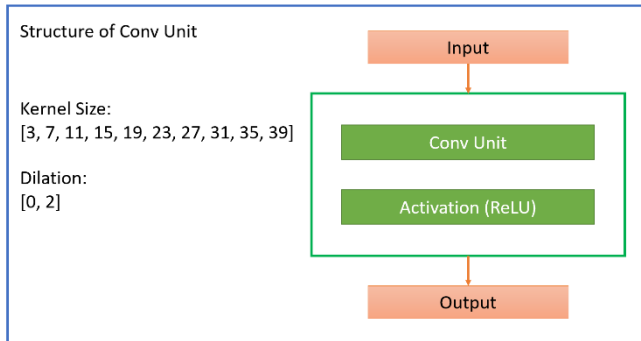 Structure of Conv Unit
Kernel Size:
[3, 7, 11, 15, 19, 23, 27, 31, 35, 39]
Dilation:
[0, 2]
Input
Conv Unit
Activation (ReLU)
Output